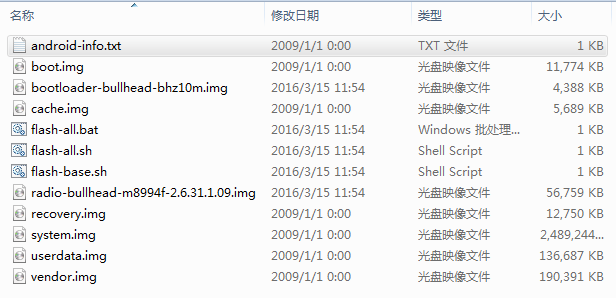 名称 修改日期 类型 大小
android-info.txt 2009/1/1 0:00 TXT 文件 1 KB
boot.img 2009/1/1 0:00 光盘映像文件 11,774 KB
bootloader-bullhead-bhz10m.img 2016/3/15 11:54 光盘映像文件 4,388 KB
cache.img 2009/1/1 0:00 光盘映像文件 5,689 KB
flash-all.bat 2016/3/15 11:54 Windows 批处理... 1 KB
flash-all.sh 2016/3/15 11:54 Shell Script 1 KB
flash-base.sh 2016/3/15 11:54 Shell Script 1 KB
radio-bullhead-m8994f-2.6.31.1.09.img 2016/3/15 11:54 光盘映像文件 56,759 KB
recovery.img 2009/1/1 0:00 光盘映像文件 12,750 KB
system.img 2009/1/1 0:00 光盘映像文件 2,489,244...
userdata.img 2009/1/1 0:00 光盘映像文件 136,687 KB
vendor.img 2009/1/1 0:00 光盘映像文件 190,391 KB